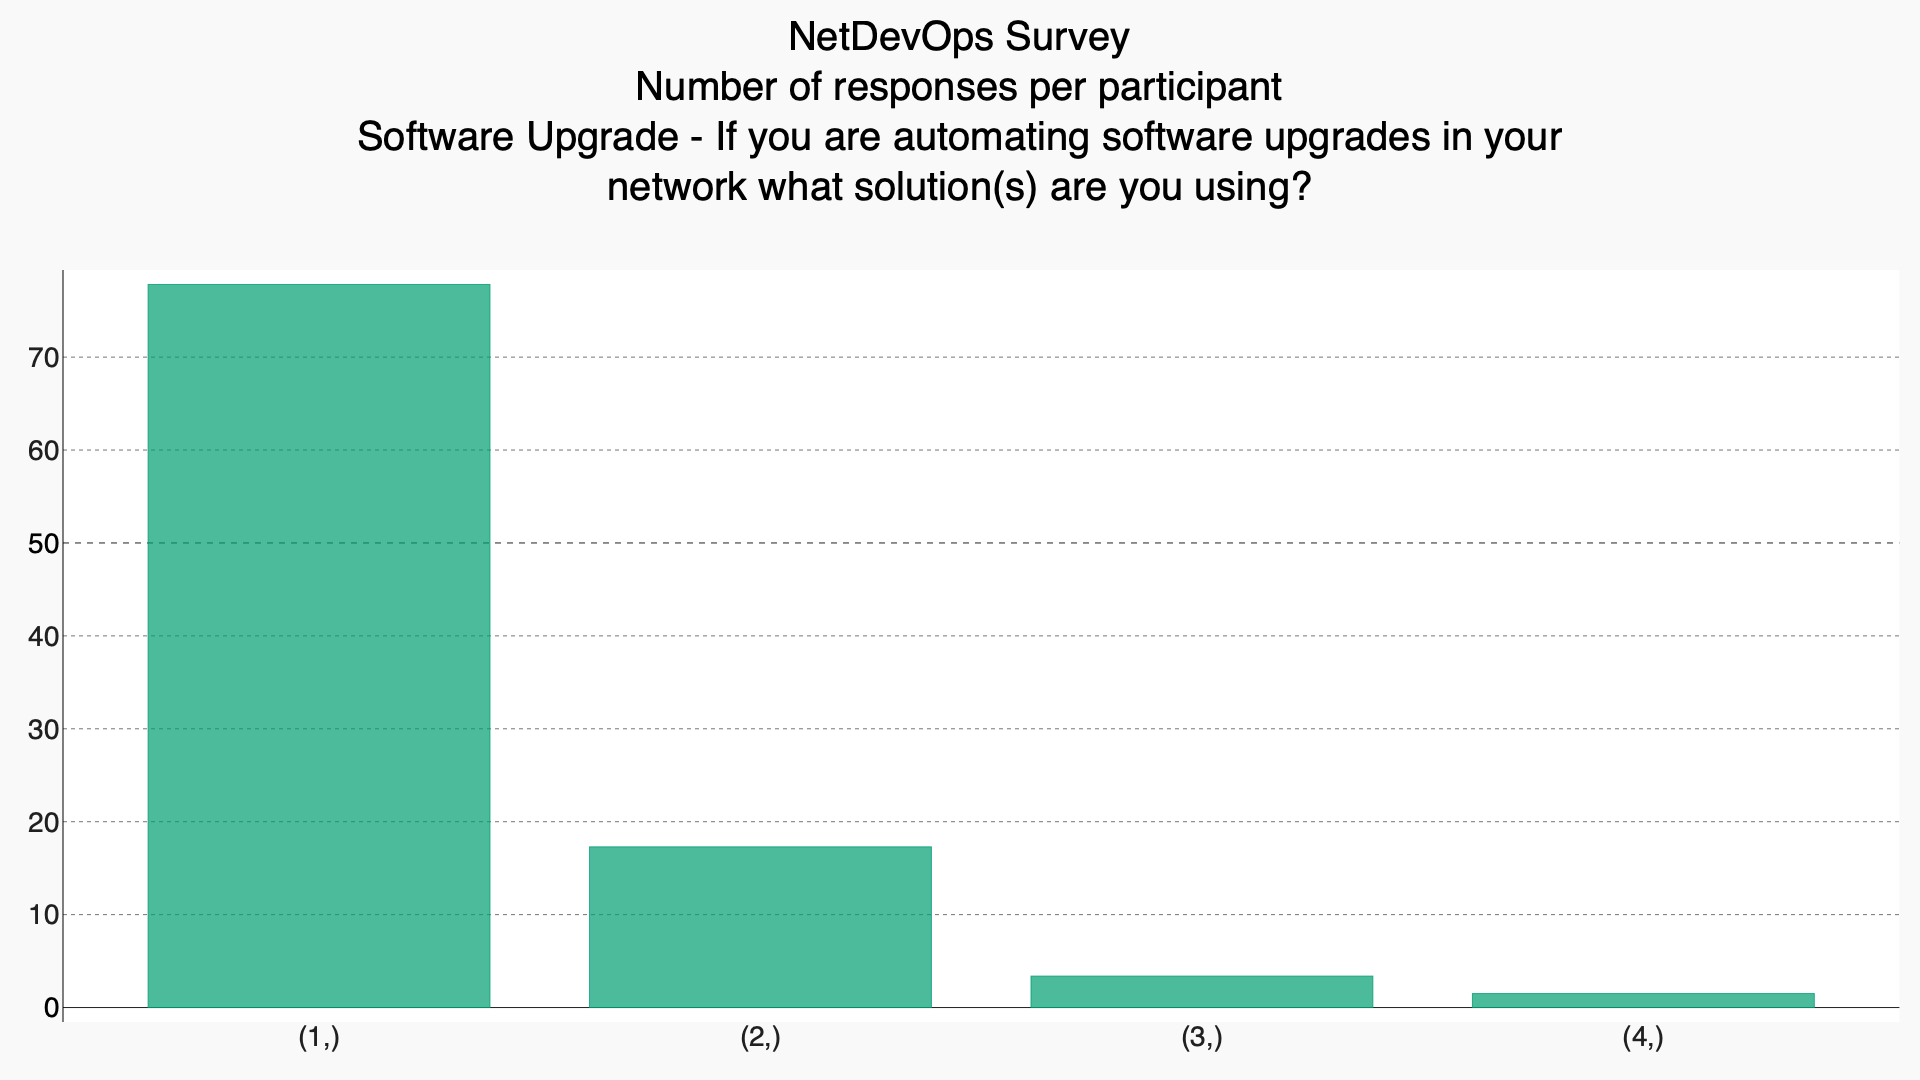 NetDevOps Survey
Number of responses per participant
Software Upgrade - If you are automating software upgrades in your
network what solution(s) are you using?
70
60
50
40
30
20
10
0
(1,) (2,) (3,) (4,)